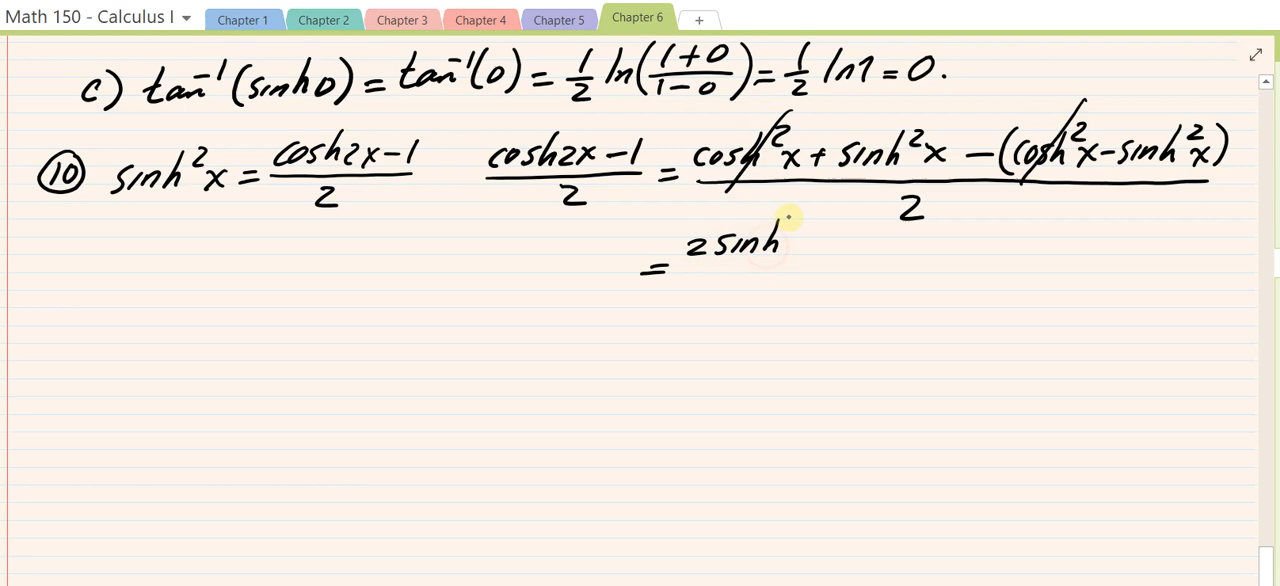 Math 150 - Calculus I Chapter 1 Chapter 2 Chapter 3 Chapter 4 Chapter 5 Chapter 6 +
c) tan⁻¹(sinh0) = tan⁻¹(0) = 1/2 ln((1+0)/(1-0)) = 1/2 ln1 = 0.
⑩ sinh²x = (cosh2x-1)/2 (cosh2x-1)/2 = (cosh²x + sinh²x - (cosh²x - sinh²x))/2
= 2 sinh